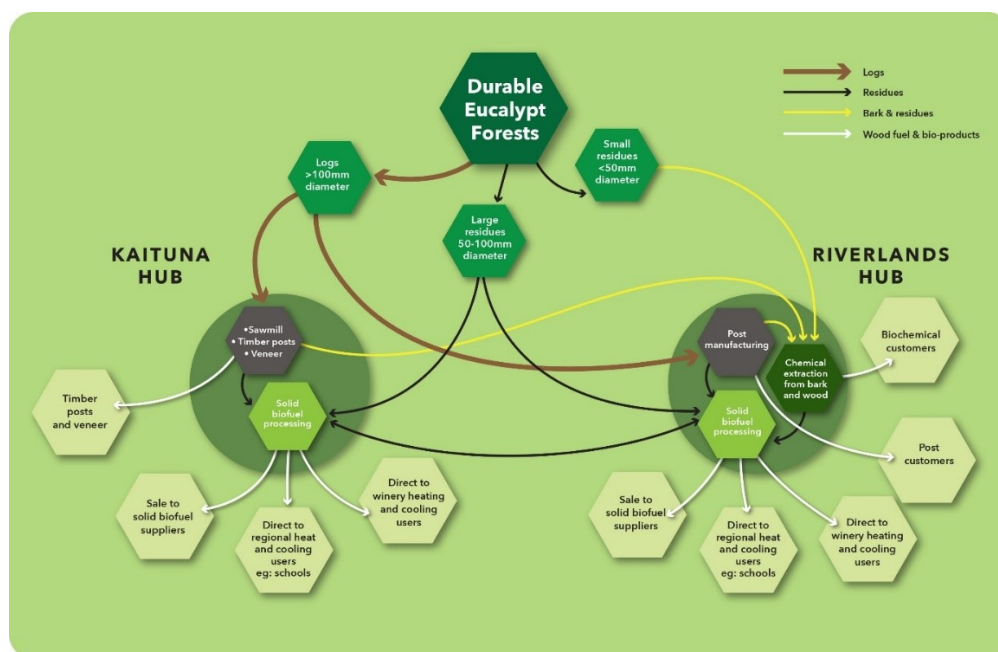 Durable
Eucalypt
Forests
Logs
Residues
Bark & residues
Wood fuel & bio-products
Logs
>100mm
diameter
Small
residues
<50mm
diameter
Large
residues
50-100mm
diameter
KAITUNA
HUB
RIVERLANDS
HUB
•Sawmill
• Timber posts
• Veneer
Solid
biofuel
processing
Timber
posts
and veneer
Sale to
solid biofuel
suppliers
Direct to
regional heat
and cooling
users
eg: schools
Direct to
winery heating
and cooling
users
Post
manufacturing
Chemical
extraction
from bark
and wood
Solid
biofuel
processing
Biochemical
customers
Post
customers
Sale to
solid biofuel
suppliers
Direct to
regional heat
and cooling
users
eg: schools
Direct to
winery heating
and cooling
users